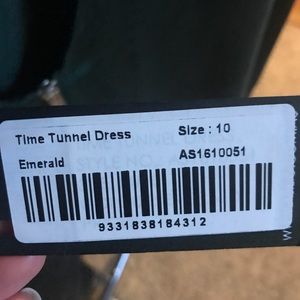 Time Tunnel Dress Size : 10
Emerald AS1610051
9331838184312